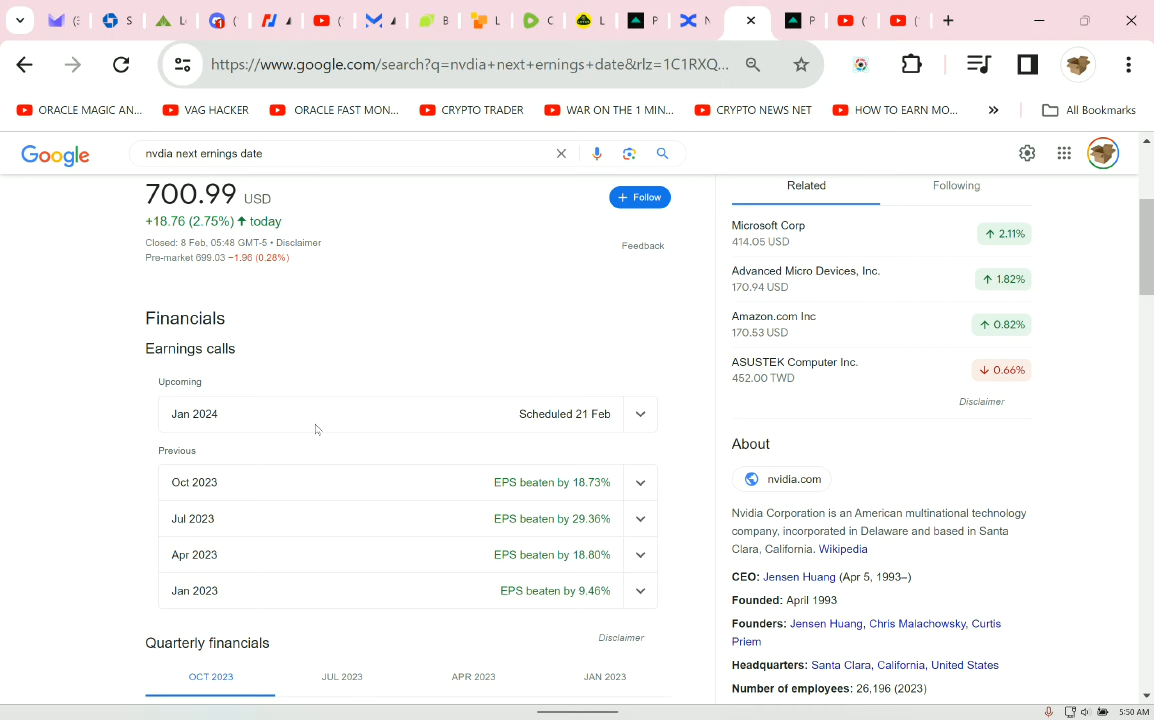 https://www.google.com/search?q=nvdia+next+ernings+date&rlz=1C1RXQ...
ORACLE MAGIC AN...
VAG HACKER
ORACLE FAST MON...
CRYPTO TRADER
WAR ON THE 1 MIN...
CRYPTO NEWS NET
HOW TO EARN MO...
»
All Bookmarks
Google
nvdia next ernings date
700.99 USD
+ Follow
+18.76 (2.75%) ↑ today
Closed: 8 Feb, 05:48 GMT-5 • Disclaimer
Feedback
Pre-market 699.03 −1.96 (0.28%)
Financials
Earnings calls
Upcoming
Jan 2024 Scheduled 21 Feb
Previous
Oct 2023 EPS beaten by 18.73%
Jul 2023 EPS beaten by 29.36%
Apr 2023 EPS beaten by 18.80%
Jan 2023 EPS beaten by 9.46%
Disclaimer
Quarterly financials
OCT 2023 JUL 2023 APR 2023 JAN 2023
Related Following
Microsoft Corp
414.05 USD
↑ 2.11%
Advanced Micro Devices, Inc.
170.94 USD
↑ 1.82%
Amazon.com Inc
170.53 USD
↑ 0.82%
ASUSTEK Computer Inc.
452.00 TWD
↓ 0.66%
Disclaimer
About
nvidia.com
Nvidia Corporation is an American multinational technology
company, incorporated in Delaware and based in Santa
Clara, California. Wikipedia
CEO: Jensen Huang (Apr 5, 1993–)
Founded: April 1993
Founders: Jensen Huang, Chris Malachowsky, Curtis
Priem
Headquarters: Santa Clara, California, United States
Number of employees: 26,196 (2023)
5:50 AM